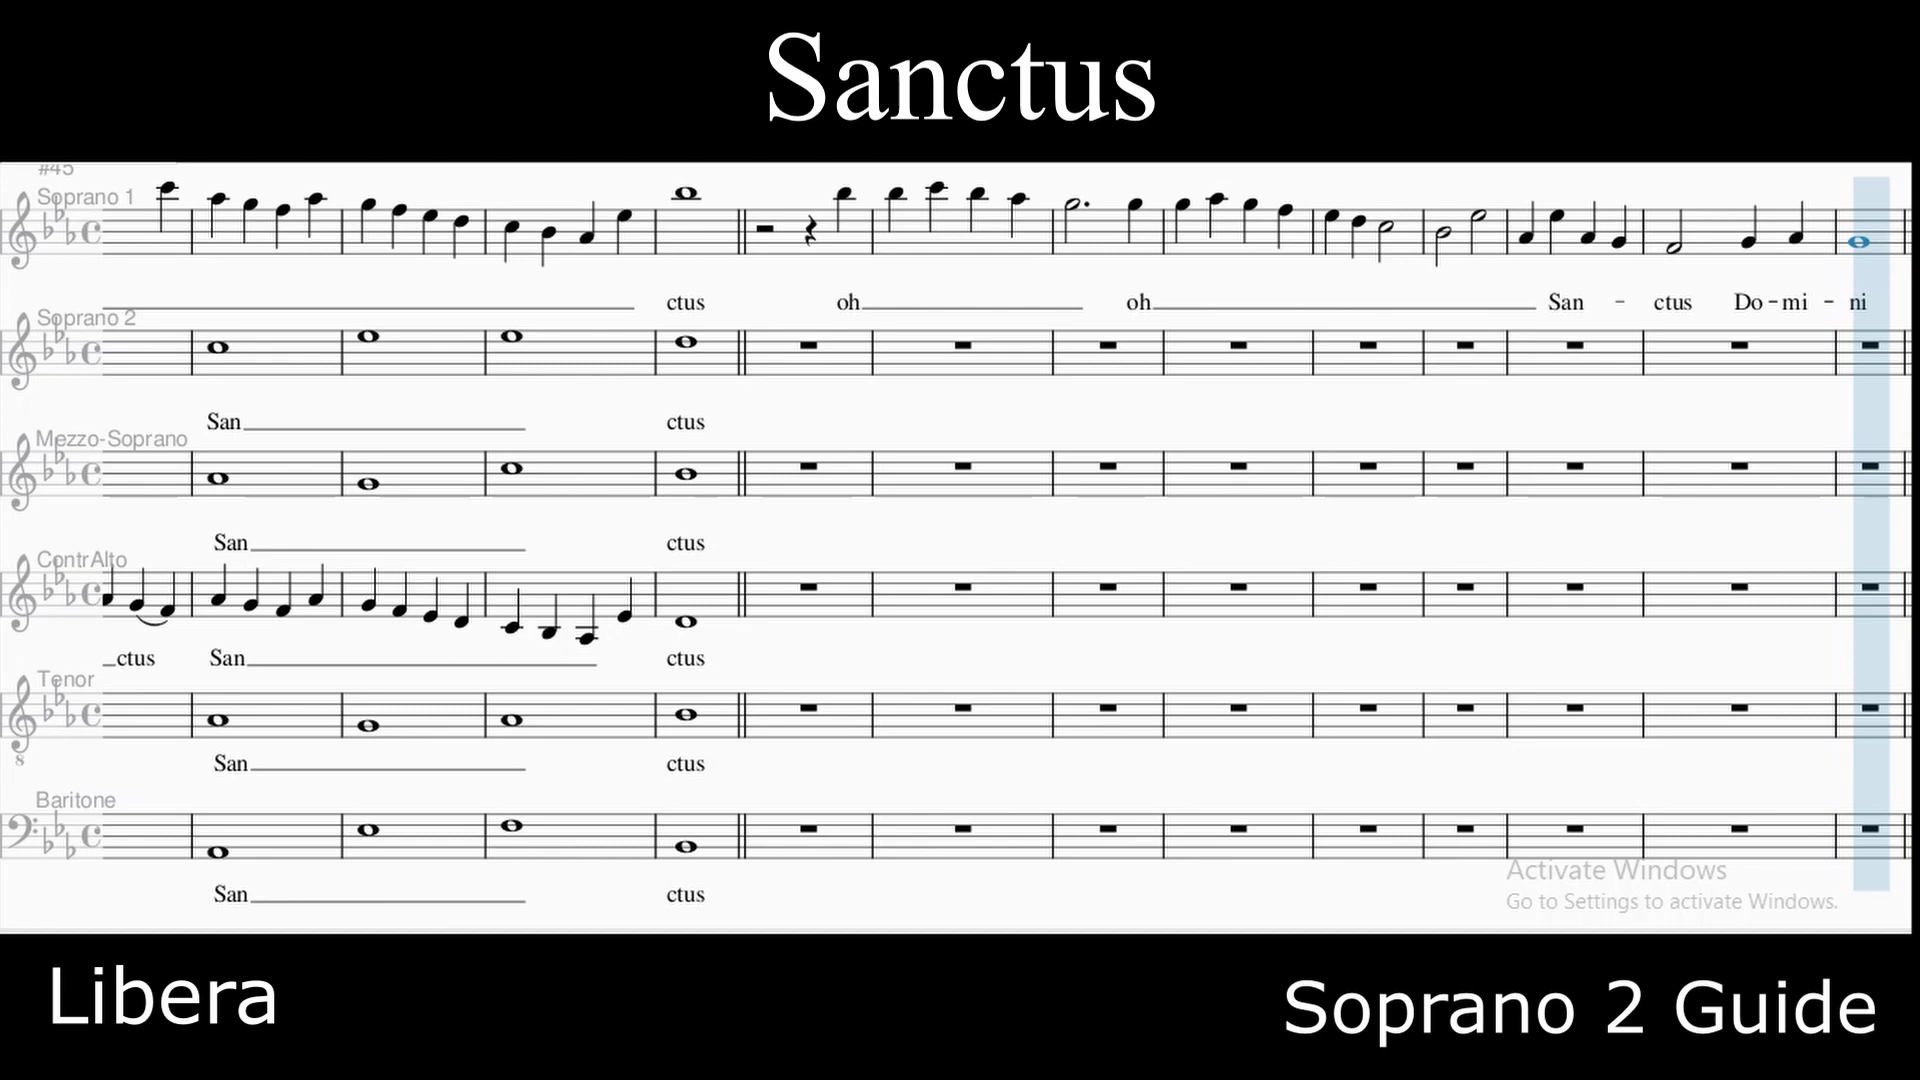 Sanctus
#45
Soprano 1
ctus oh oh San - ctus Do - mi - ni
Soprano 2
San ctus
Mezzo-Soprano
San ctus
ContrAlto
ctus San ctus
Tenor
8
San ctus
Baritone
San ctus
Activate Windows
Go to Settings to activate Windows.
Libera
Soprano 2 Guide